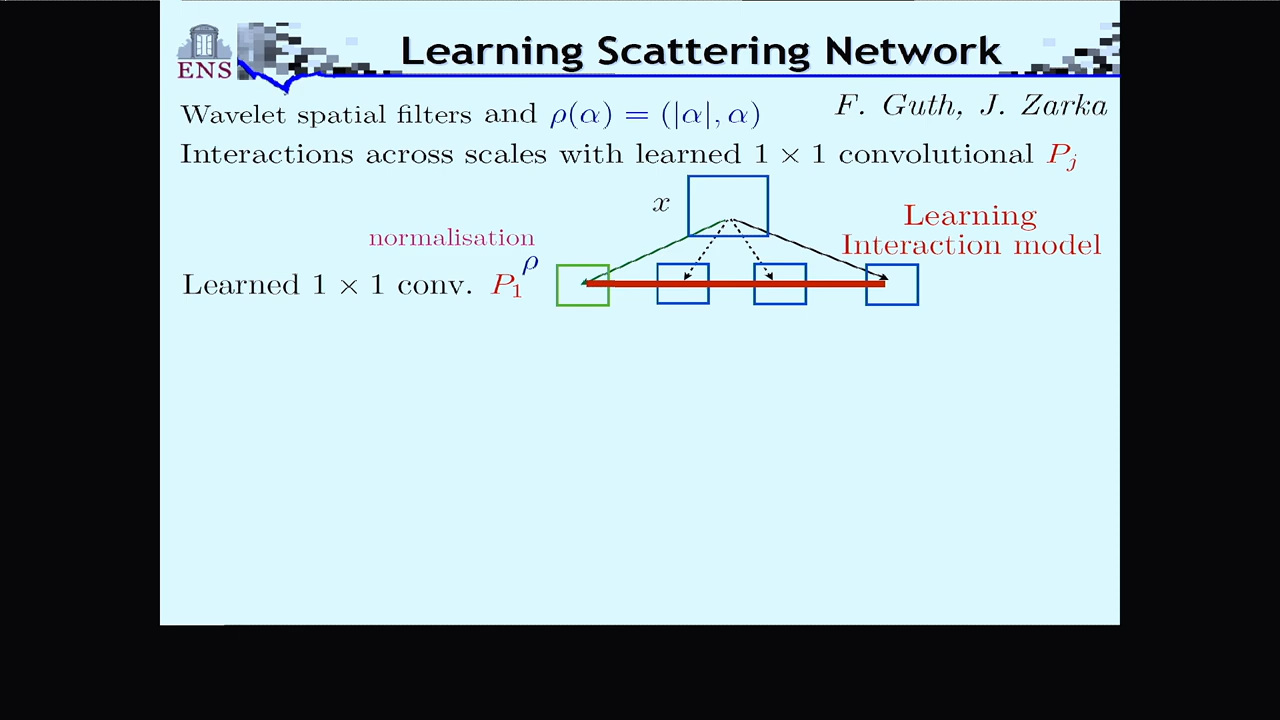 Learning Scattering Network
ENS
Wavelet spatial filters and ρ(α) = (|α|, α)
F. Guth, J. Zarka
Interactions across scales with learned 1 × 1 convolutional P_j
x
Learning
Interaction model
normalisation
ρ
Learned 1 × 1 conv. P_1